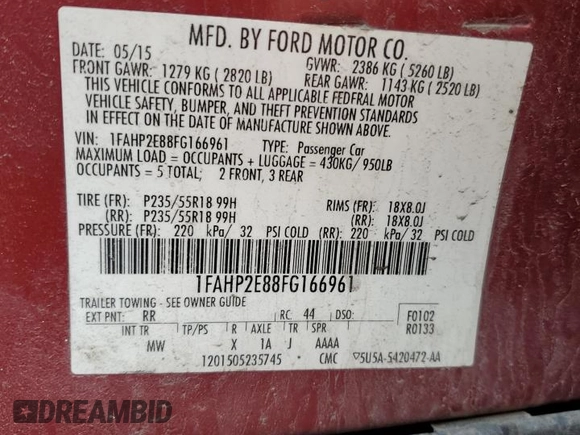 MFD. BY FORD MOTOR CO.
DATE: 05/15 GVWR: 2386 KG ( 5260 LB)
FRONT GAWR: 1279 KG ( 2820 LB) REAR GAWR: 1143 KG ( 2520 LB)
THIS VEHICLE CONFORMS TO ALL APPLICABLE FEDRAL MOTOR
VEHICLE SAFETY, BUMPER, AND THEFT PREVENTION STANDARDS
IN EFFECT ON THE DATE OF MANUFACTURE SHOWN ABOVE.
VIN: 1FAHP2E88FG166961 TYPE: Passenger Car
MAXIMUM LOAD = OCCUPANTS + LUGGAGE = 430KG/ 950LB
OCCUPANTS = 5 TOTAL; 2 FRONT, 3 REAR
TIRE (FR): P235/55R18 99H RIMS (FR): 18X8.0J
(RR): P235/55R18 99H (RR): 18X8.0J
PRESSURE (FR): 220 kPa/ 32 PSI COLD (RR): 220 kPa/ 32 PSI COLD
1FAHP2E88FG166961
TRAILER TOWING - SEE OWNER GUIDE
EXT PNT: RR RC: 44 DSO: F0102
INT TR TP/PS R AXLE TR SPR R0133
MW X 1A J AAAA
1201505235745 CMC ▽5U5A-5420472-AA
DREAMBID